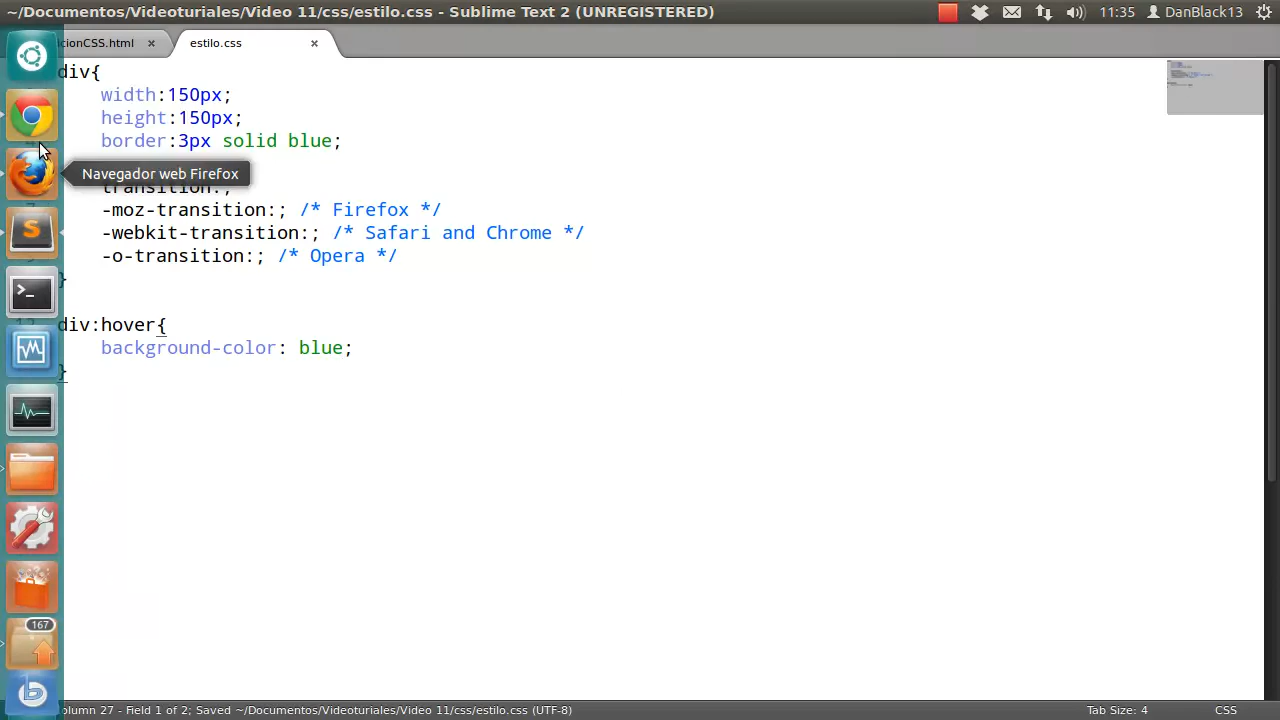 ~/Documentos/Videoturiales/Video 11/css/estilo.css - Sublime Text 2 (UNREGISTERED)
11:35 DanBlack13
icionCSS.html × estilo.css ×
div{
width:150px;
height:150px;
border:3px solid blue;
Navegador web Firefox
transition:;
-moz-transition:; /* Firefox */
-webkit-transition:; /* Safari and Chrome */
-o-transition:; /* Opera */
}
div:hover{
background-color: blue;
}
167
olumn 27 - Field 1 of 2; Saved ~/Documentos/Videoturiales/Video 11/css/estilo.css (UTF-8)
Tab Size: 4
CSS